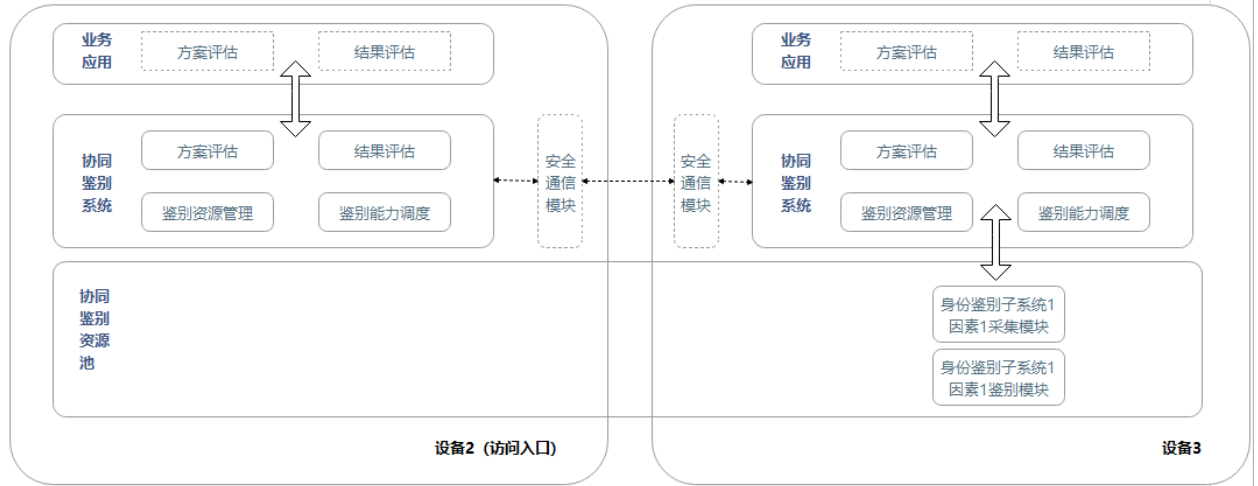 业务
应用
方案评估
结果评估
协同
鉴别
系统
方案评估
结果评估
鉴别资源管理
鉴别能力调度
安全
通信
模块
安全
通信
模块
业务
应用
方案评估
结果评估
协同
鉴别
系统
方案评估
结果评估
鉴别资源管理
鉴别能力调度
协同
鉴别
资源
池
身份鉴别子系统1
因素1采集模块
身份鉴别子系统1
因素1鉴别模块
设备2（访问入口）
设备3